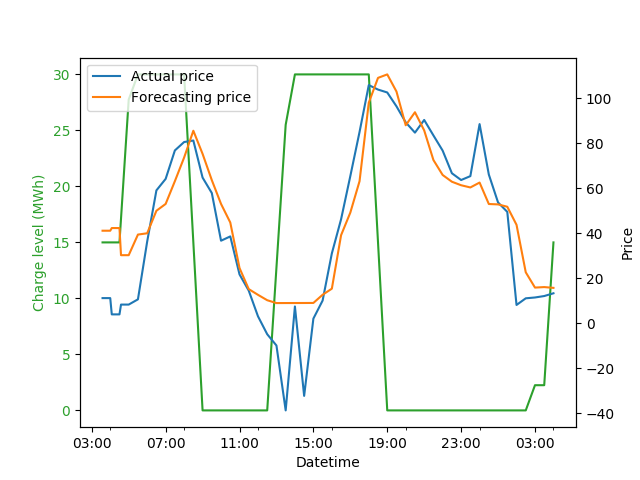 Actual price
Forecasting price
30
25
20
15
10
5
0
Charge level (MWh)
100
80
60
40
20
0
−20
−40
Price
03:00 07:00 11:00 15:00 19:00 23:00 03:00
Datetime